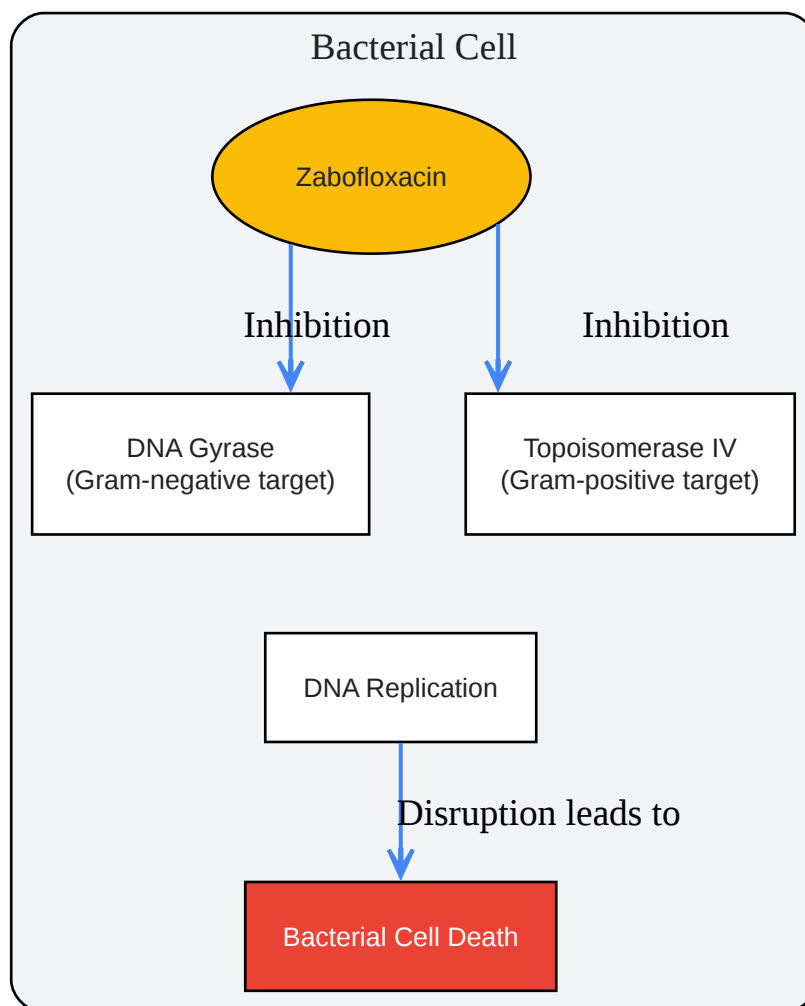 Bacterial Cell
Zabofloxacin
Inhibition
Inhibition
DNA Gyrase
(Gram-negative target)
Topoisomerase IV
(Gram-positive target)
DNA Replication
Disruption leads to
Bacterial Cell Death